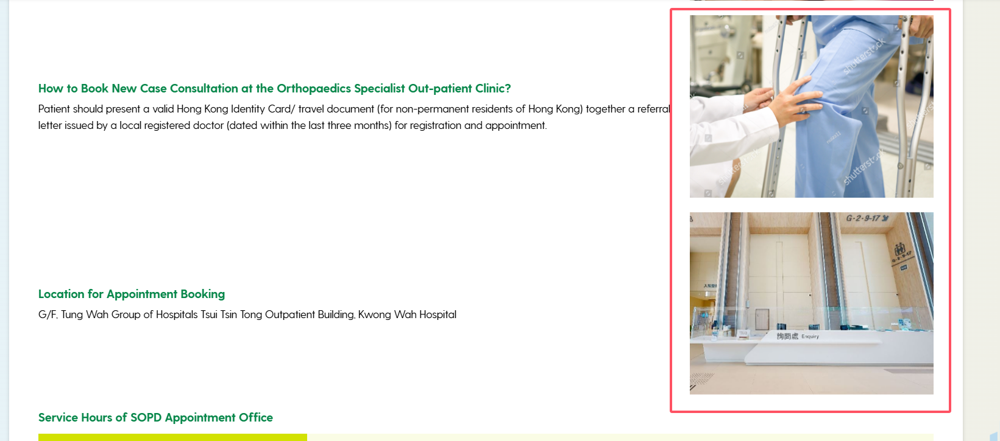 How to Book New Case Consultation at the Orthopaedics Specialist Out-patient Clinic?
Patient should present a valid Hong Kong Identity Card/ travel document (for non-permanent residents of Hong Kong) together a referral
letter issued by a local registered doctor (dated within the last three months) for registration and appointment.
shutterstock
shutterstock
shutterstock
G·2·9-17
G·2·9-17
詢問處 Enquiry
Location for Appointment Booking
G/F, Tung Wah Group of Hospitals Tsui Tsin Tong Outpatient Building, Kwong Wah Hospital
Service Hours of SOPD Appointment Office